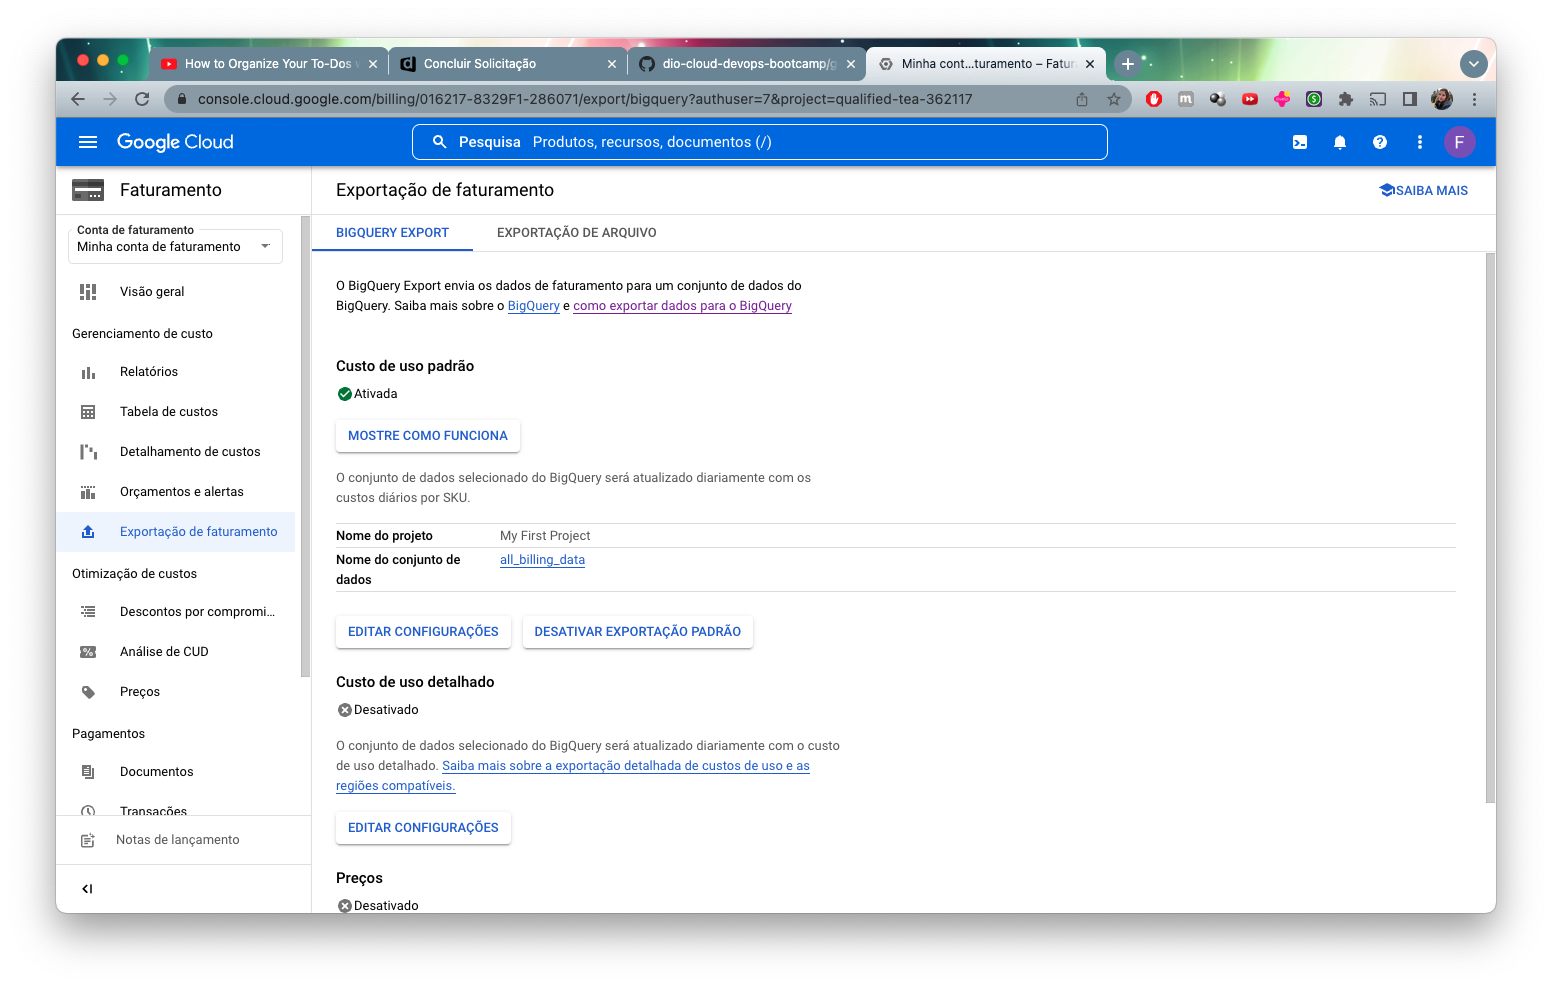 How to Organize Your To-Dos
Concluir Solicitação
dio-cloud-devops-bootcamp/g
Minha cont...turamento – Fatur
console.cloud.google.com/billing/016217-8329F1-286071/export/bigquery?authuser=7&project=qualified-tea-362117
Google Cloud
Pesquisa Produtos, recursos, documentos (/)
F
Faturamento
Exportação de faturamento
SAIBA MAIS
Conta de faturamento
Minha conta de faturamento
Visão geral
Gerenciamento de custo
Relatórios
Tabela de custos
Detalhamento de custos
Orçamentos e alertas
Exportação de faturamento
Otimização de custos
Descontos por compromi...
Análise de CUD
Preços
Pagamentos
Documentos
Transações
Notas de lançamento
BIGQUERY EXPORT
EXPORTAÇÃO DE ARQUIVO
O BigQuery Export envia os dados de faturamento para um conjunto de dados do
BigQuery. Saiba mais sobre o BigQuery e como exportar dados para o BigQuery
Custo de uso padrão
Ativada
MOSTRE COMO FUNCIONA
O conjunto de dados selecionado do BigQuery será atualizado diariamente com os
custos diários por SKU.
Nome do projeto My First Project
Nome do conjunto de all_billing_data
dados
EDITAR CONFIGURAÇÕES
DESATIVAR EXPORTAÇÃO PADRÃO
Custo de uso detalhado
Desativado
O conjunto de dados selecionado do BigQuery será atualizado diariamente com o custo
de uso detalhado. Saiba mais sobre a exportação detalhada de custos de uso e as
regiões compatíveis.
EDITAR CONFIGURAÇÕES
Preços
Desativado